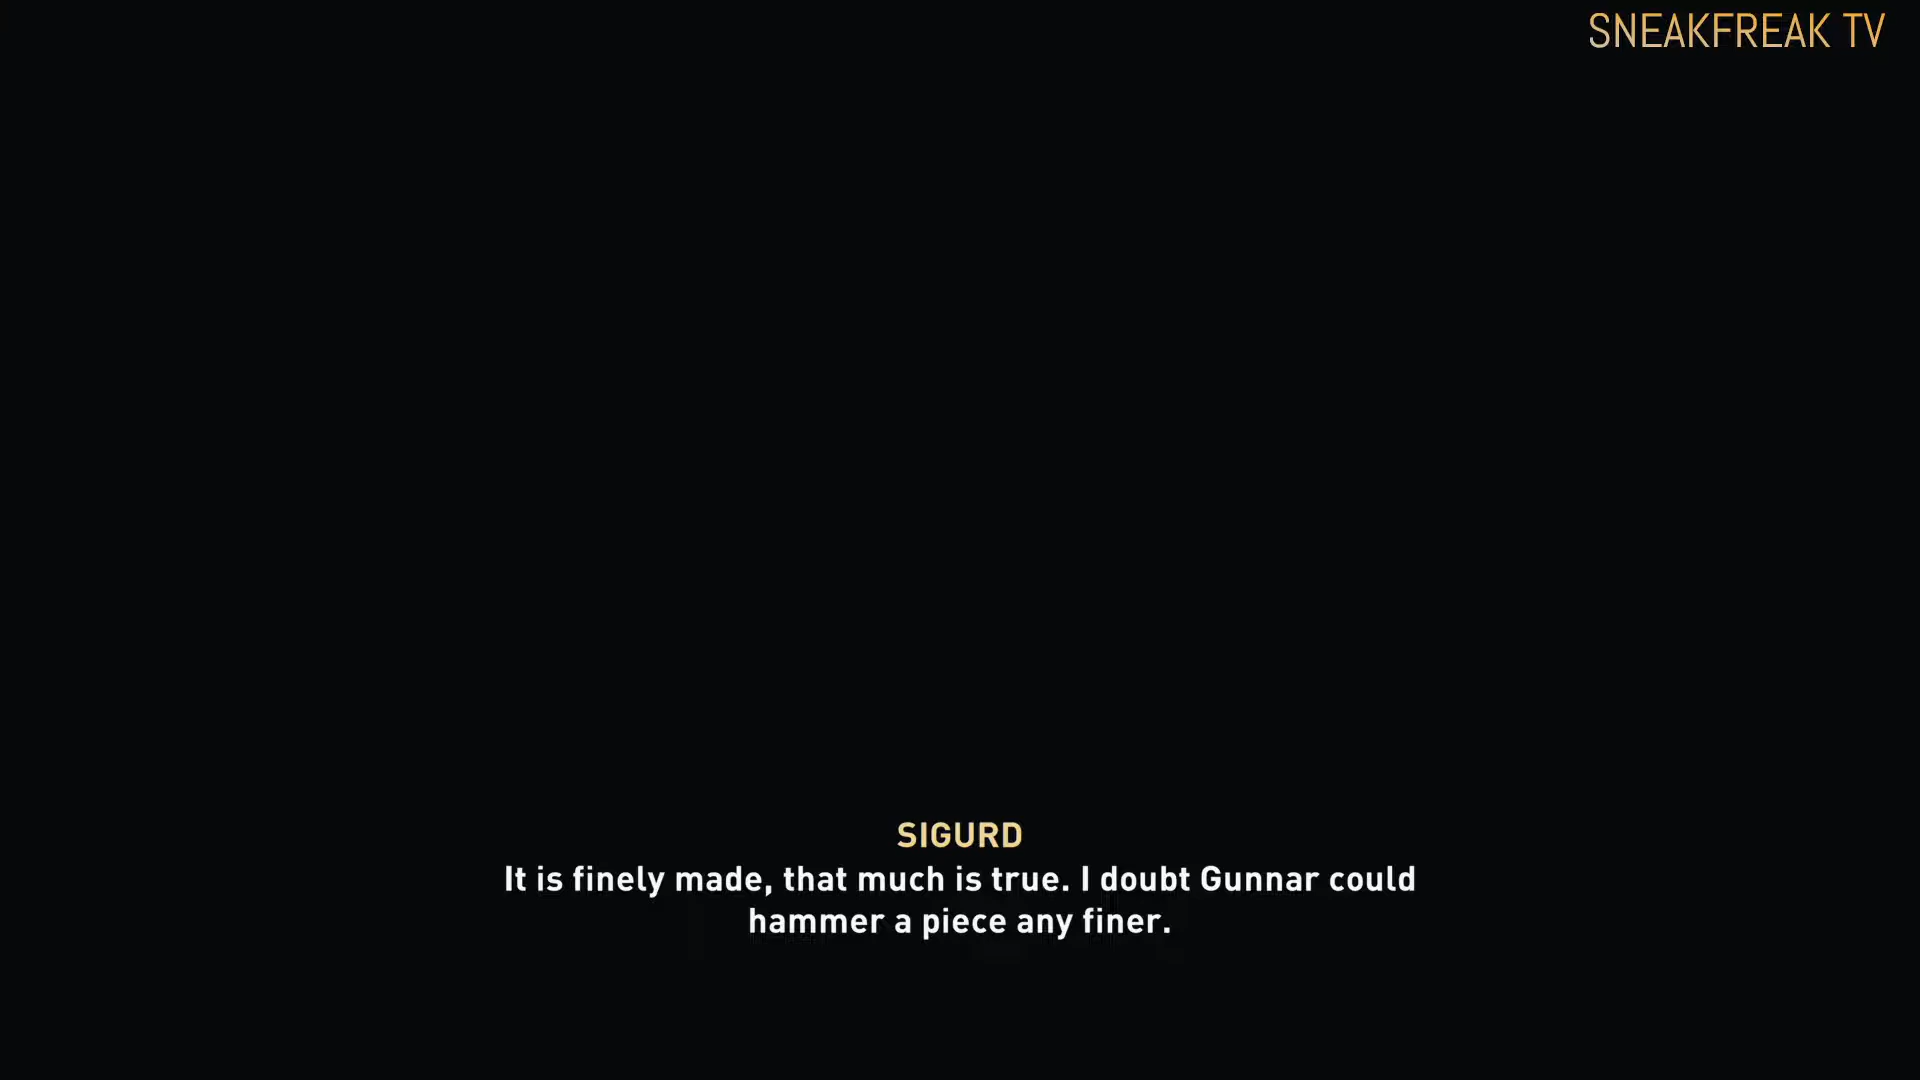 SNEAKFREAK TV
SIGURD
It is finely made, that much is true. I doubt Gunnar could
hammer a piece any finer.